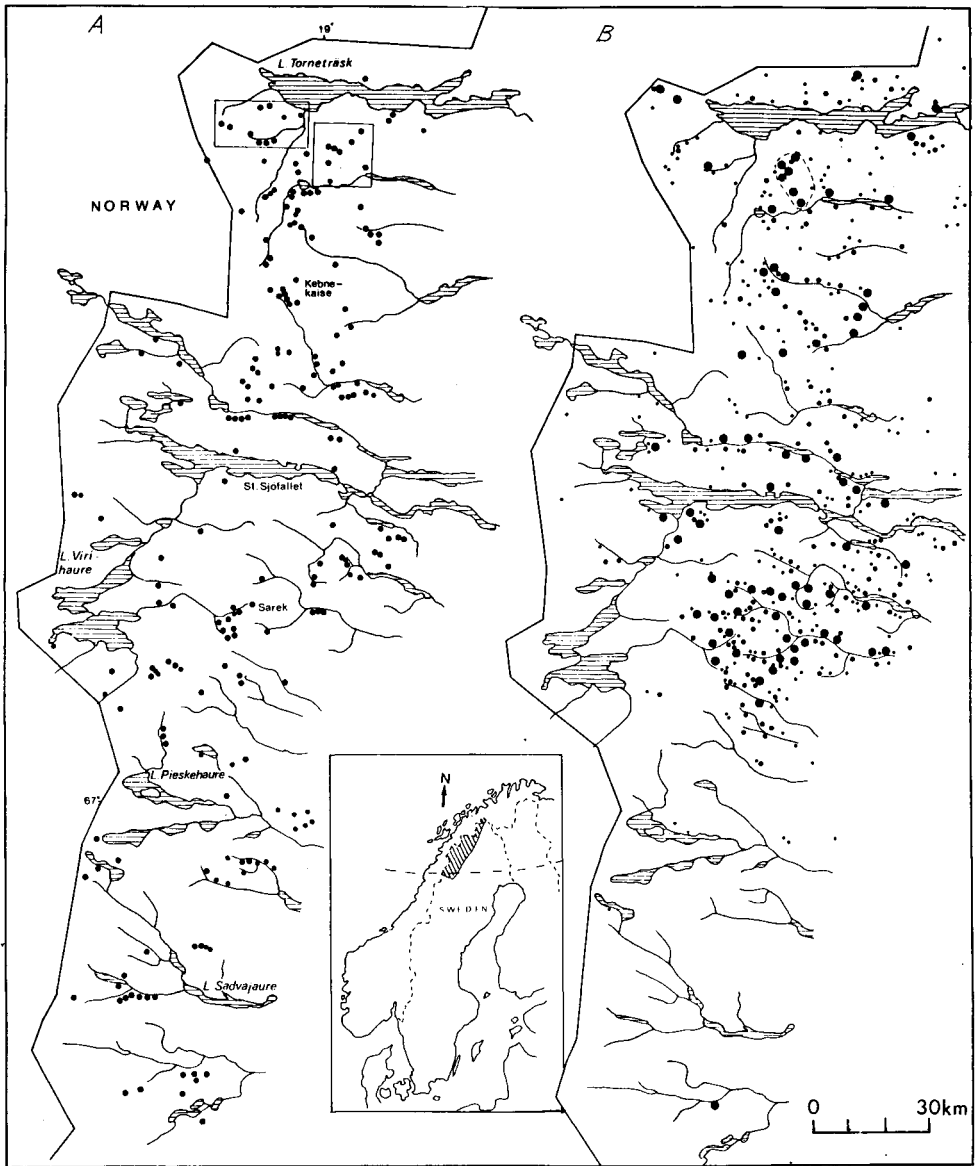 A
19°
B
L. Torneträsk
NORWAY
Kebne-
kaise
St. Sjöfallet
L. Viri-
haure
Sarek
L. Pieskehaure
67°
N
SWEDEN
L. Sadvajaure
0 30km